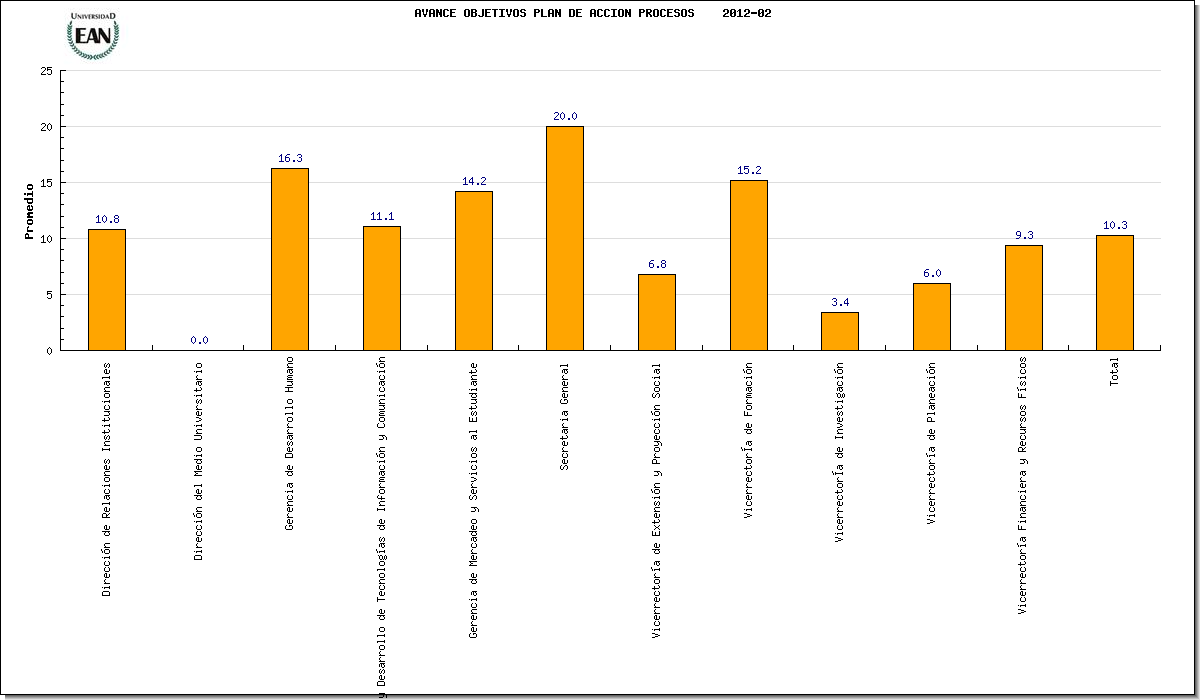 AVANCE OBJETIVOS PLAN DE ACCION PROCESOS 2012-02
UNIVERSIDAD
EAN
Promedio
25
20
15
10
5
0
10.8
0.0
16.3
11.1
14.2
20.0
6.8
15.2
3.4
6.0
9.3
10.3
Dirección de Relaciones Institucionales
Dirección del Medio Universitario
Gerencia de Desarrollo Humano
y Desarrollo de Tecnologías de Información y Comunicación
Gerencia de Mercadeo y Servicios al Estudiante
Secretaria General
Vicerrectoría de Extensión y Proyección Social
Vicerrectoría de Formación
Vicerrectoría de Investigación
Vicerrectoría de Planeación
Vicerrectoría Financiera y Recursos Físicos
Total